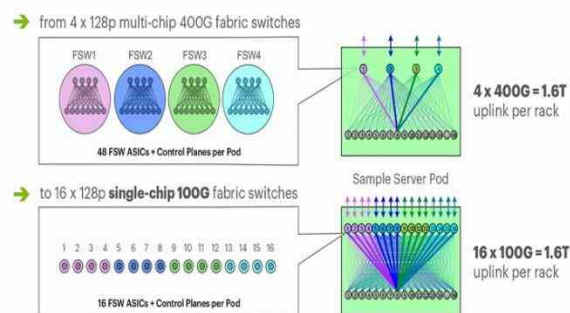 from 4 x 128p multi-chip 400G fabric switches
FSW1 FSW2 FSW3 FSW4
48 FSW ASICs + Control Planes per Pod
4 x 400G = 1.6T
uplink per rack
to 16 x 128p single-chip 100G fabric switches
Sample Server Pod
1 2 3 4 5 6 7 8 9 10 11 12 13 14 15 16
16 FSW ASICs + Control Planes per Pod
16 x 100G = 1.6T
uplink per rack